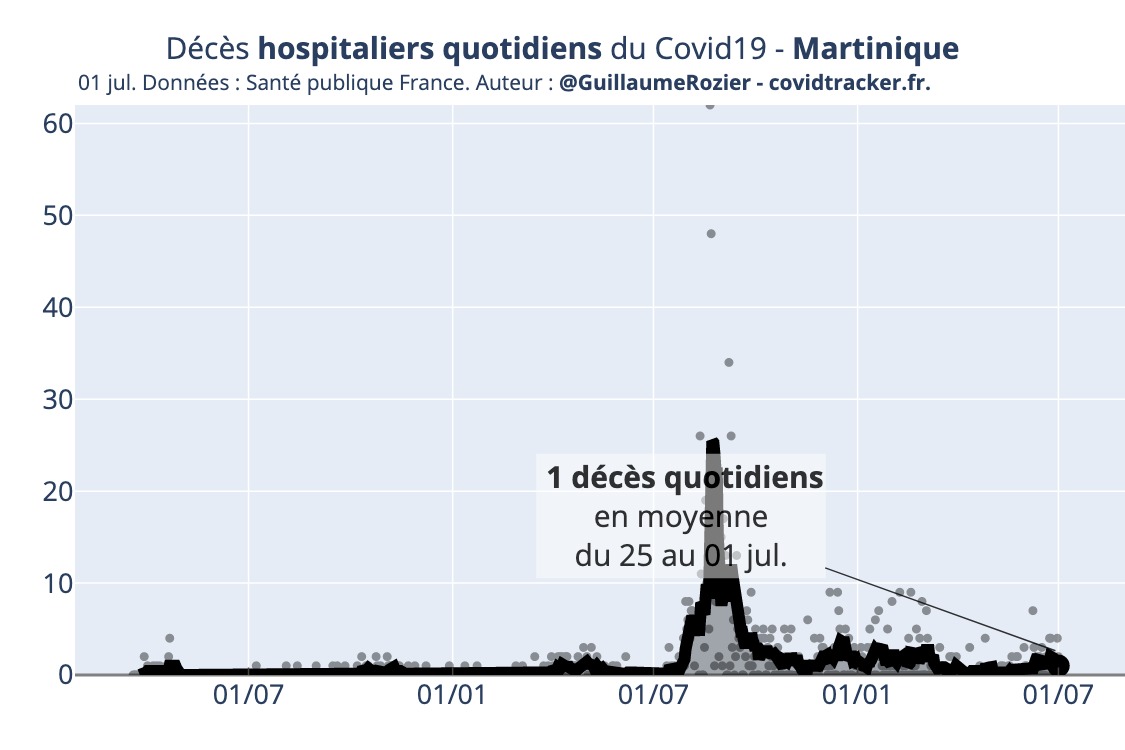 Décès hospitaliers quotidiens du Covid19 - Martinique
01 jul. Données : Santé publique France. Auteur : @GuillaumeRozier - covidtracker.fr.
60
50
40
30
20
10
0
1 décès quotidiens
en moyenne
du 25 au 01 jul.
01/07 01/01 01/07 01/01 01/07